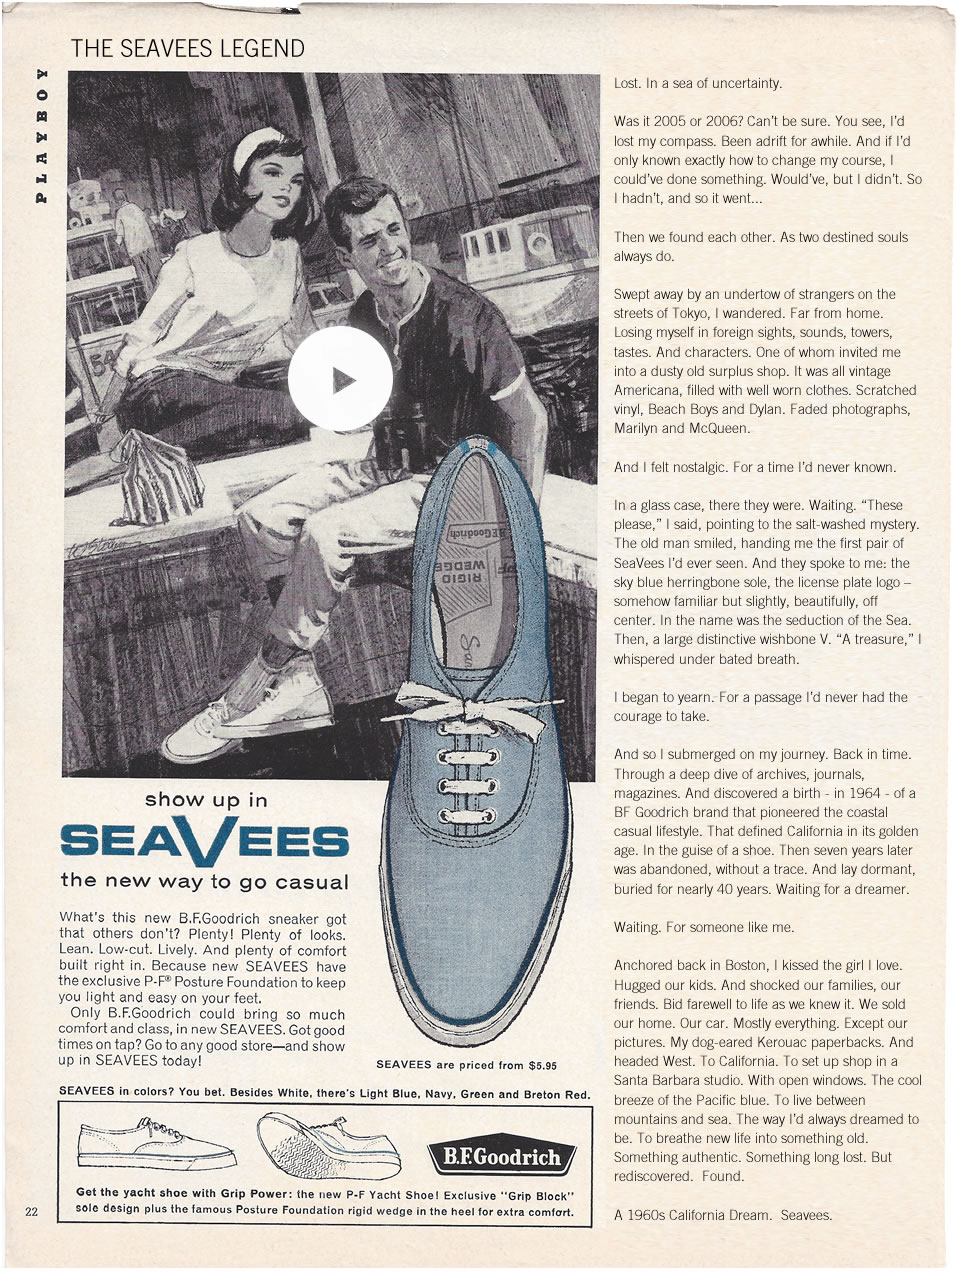 THE SEAVEES LEGEND
PLAYBOY
54
show up in
SEAVEES
the new way to go casual
What's this new B.F.Goodrich sneaker got
that others don't? Plenty! Plenty of looks.
Lean. Low-cut. Lively. And plenty of comfort
built right in. Because new SEAVEES have
the exclusive P-F® Posture Foundation to keep
you light and easy on your feet.
Only B.F.Goodrich could bring so much
comfort and class, in new SEAVEES. Got good
times on tap? Go to any good store—and show
up in SEAVEES today!
B.F.Goodrich
RIGID
WEDGE
SEAVEES are priced from $5.95
SEAVEES in colors? You bet. Besides White, there's Light Blue, Navy, Green and Breton Red.
B.F.Goodrich
Get the yacht shoe with Grip Power: the new P-F Yacht Shoe! Exclusive "Grip Block"
sole design plus the famous Posture Foundation rigid wedge in the heel for extra comfort.
22
Lost. In a sea of uncertainty.
Was it 2005 or 2006? Can't be sure. You see, I'd
lost my compass. Been adrift for awhile. And if I'd
only known exactly how to change my course, I
could've done something. Would've, but I didn't. So
I hadn't, and so it went...
Then we found each other. As two destined souls
always do.
Swept away by an undertow of strangers on the
streets of Tokyo, I wandered. Far from home.
Losing myself in foreign sights, sounds, towers,
tastes. And characters. One of whom invited me
into a dusty old surplus shop. It was all vintage
Americana, filled with well worn clothes. Scratched
vinyl, Beach Boys and Dylan. Faded photographs,
Marilyn and McQueen.
And I felt nostalgic. For a time I'd never known.
In a glass case, there they were. Waiting. “These
please,” I said, pointing to the salt-washed mystery.
The old man smiled, handing me the first pair of
SeaVees I'd ever seen. And they spoke to me: the
sky blue herringbone sole, the license plate logo –
somehow familiar but slightly, beautifully, off
center. In the name was the seduction of the Sea.
Then, a large distinctive wishbone V. “A treasure,” I
whispered under bated breath.
I began to yearn. For a passage I'd never had the
courage to take.
And so I submerged on my journey. Back in time.
Through a deep dive of archives, journals,
magazines. And discovered a birth - in 1964 - of a
BF Goodrich brand that pioneered the coastal
casual lifestyle. That defined California in its golden
age. In the guise of a shoe. Then seven years later
was abandoned, without a trace. And lay dormant,
buried for nearly 40 years. Waiting for a dreamer.
Waiting. For someone like me.
Anchored back in Boston, I kissed the girl I love.
Hugged our kids. And shocked our families, our
friends. Bid farewell to life as we knew it. We sold
our home. Our car. Mostly everything. Except our
pictures. My dog-eared Kerouac paperbacks. And
headed West. To California. To set up shop in a
Santa Barbara studio. With open windows. The cool
breeze of the Pacific blue. To live between
mountains and sea. The way I'd always dreamed to
be. To breathe new life into something old.
Something authentic. Something long lost. But
rediscovered. Found.
A 1960s California Dream. Seavees.